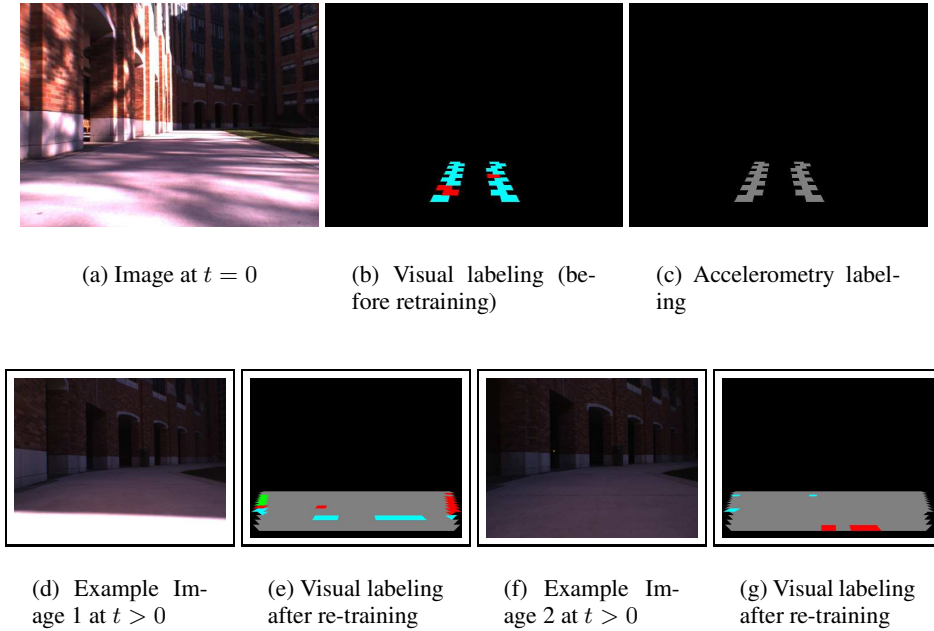 (a) Image at t = 0
(b) Visual labeling (be-
fore retraining)
(c) Accelerometry label-
ing
(d) Example Im-
age 1 at t > 0
(e) Visual labeling
after re-training
(f) Example Im-
age 2 at t > 0
(g) Visual labeling
after re-training